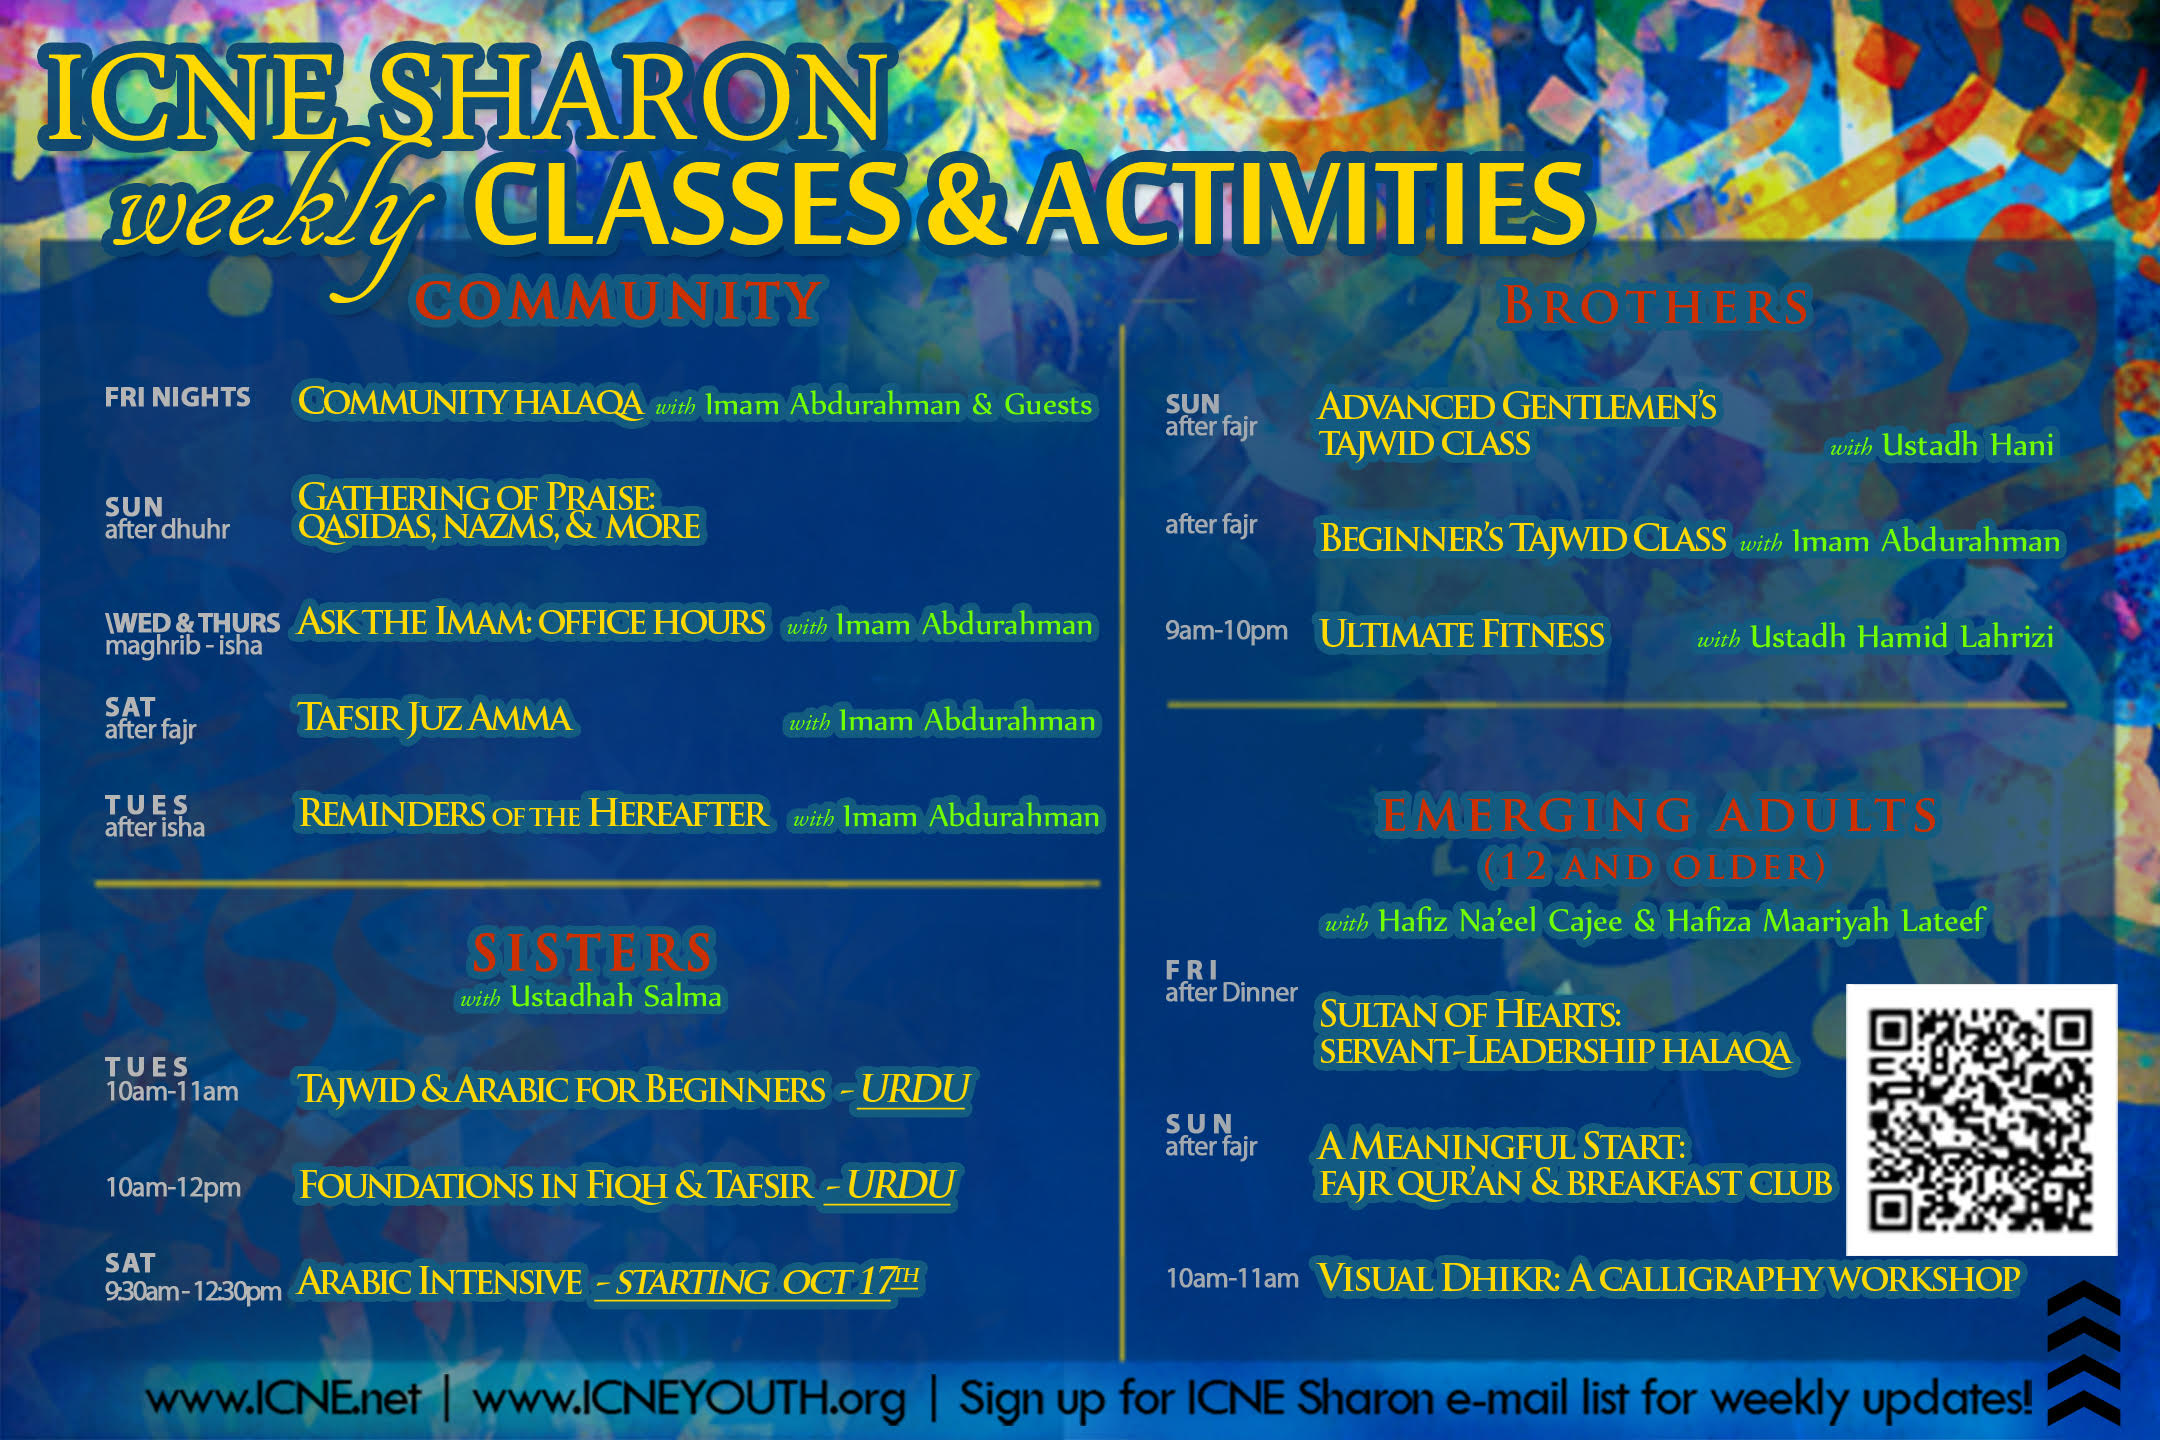 ICNE SHARON
weekly CLASSES & ACTIVITIES
COMMUNITY
FRI NIGHTS COMMUNITY HALAQA with Imam Abdurahman & Guests
SUN
after dhuhr
GATHERING OF PRAISE:
QASIDAS, NAZMS, & MORE
\WED & THURS
maghrib - isha
ASK THE IMAM: OFFICE HOURS with Imam Abdurahman
SAT
after fajr
TAFSIR JUZ AMMA with Imam Abdurahman
TUES
after isha
REMINDERS OF THE HEREAFTER with Imam Abdurahman
SISTERS
with Ustadhah Salma
TUES
10am-11am
TAJWID & ARABIC FOR BEGINNERS - URDU
10am-12pm FOUNDATIONS IN FIQH & TAFSIR - URDU
SAT
9:30am - 12:30pm
ARABIC INTENSIVE - STARTING OCT 17TH
BROTHERS
SUN
after fajr
ADVANCED GENTLEMEN'S
TAJWID CLASS with Ustadh Hani
after fajr BEGINNER'S TAJWID CLASS with Imam Abdurahman
9am-10pm ULTIMATE FITNESS with Ustadh Hamid Lahrizi
EMERGING ADULTS
(12 AND OLDER)
with Hafiz Na'eel Cajee & Hafiza Maariyah Lateef
FRI
after Dinner
SULTAN OF HEARTS:
SERVANT-LEADERSHIP HALAQA
SUN
after fajr
A MEANINGFUL START:
FAJR QUR'AN & BREAKFAST CLUB
10am-11am VISUAL DHIKR: A CALLIGRAPHY WORKSHOP
www.ICNE.net | www.ICNEYOUTH.org | Sign up for ICNE Sharon e-mail list for weekly updates!